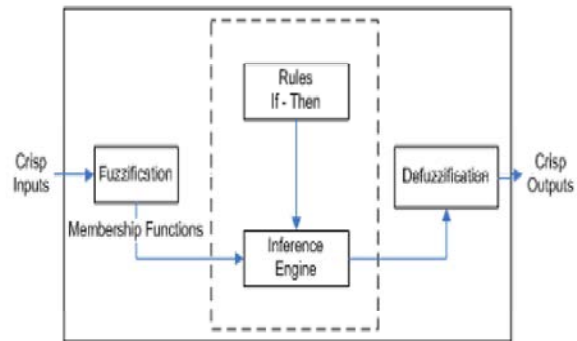 Rules
If - Then
Crisp
Inputs
Fuzzification
Defuzzification
Crisp
Outputs
Membership Functions
Inference
Engine